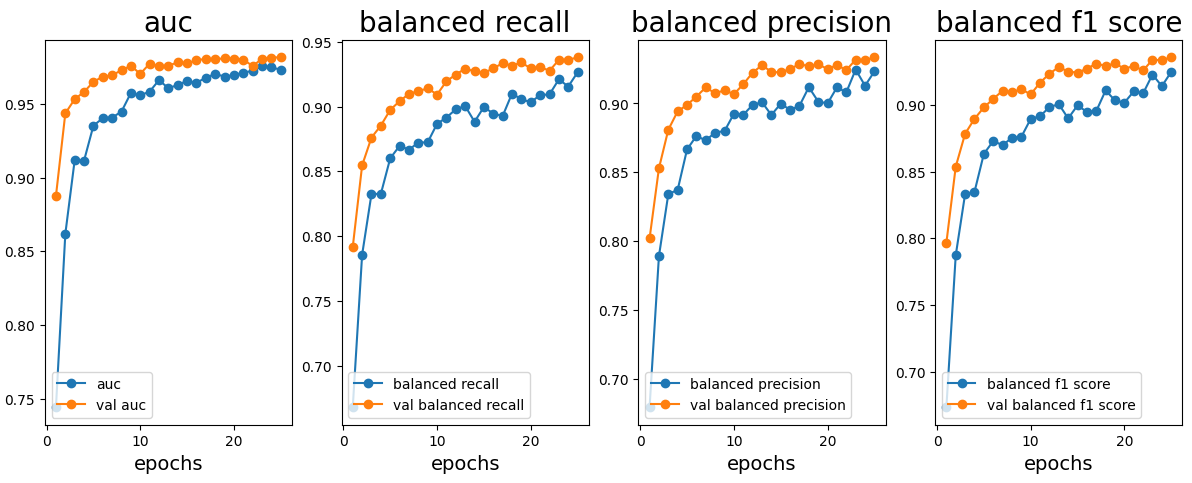 auc
balanced recall
balanced precision
balanced f1 score
0.95
0.90
0.85
0.80
0.75
0
10
20
epochs
auc
val auc
0.95
0.90
0.85
0.80
0.75
0.70
0
10
20
epochs
balanced recall
val balanced recall
0.90
0.85
0.80
0.75
0.70
0
10
20
epochs
balanced precision
val balanced precision
0.90
0.85
0.80
0.75
0.70
0
10
20
epochs
balanced f1 score
val balanced f1 score